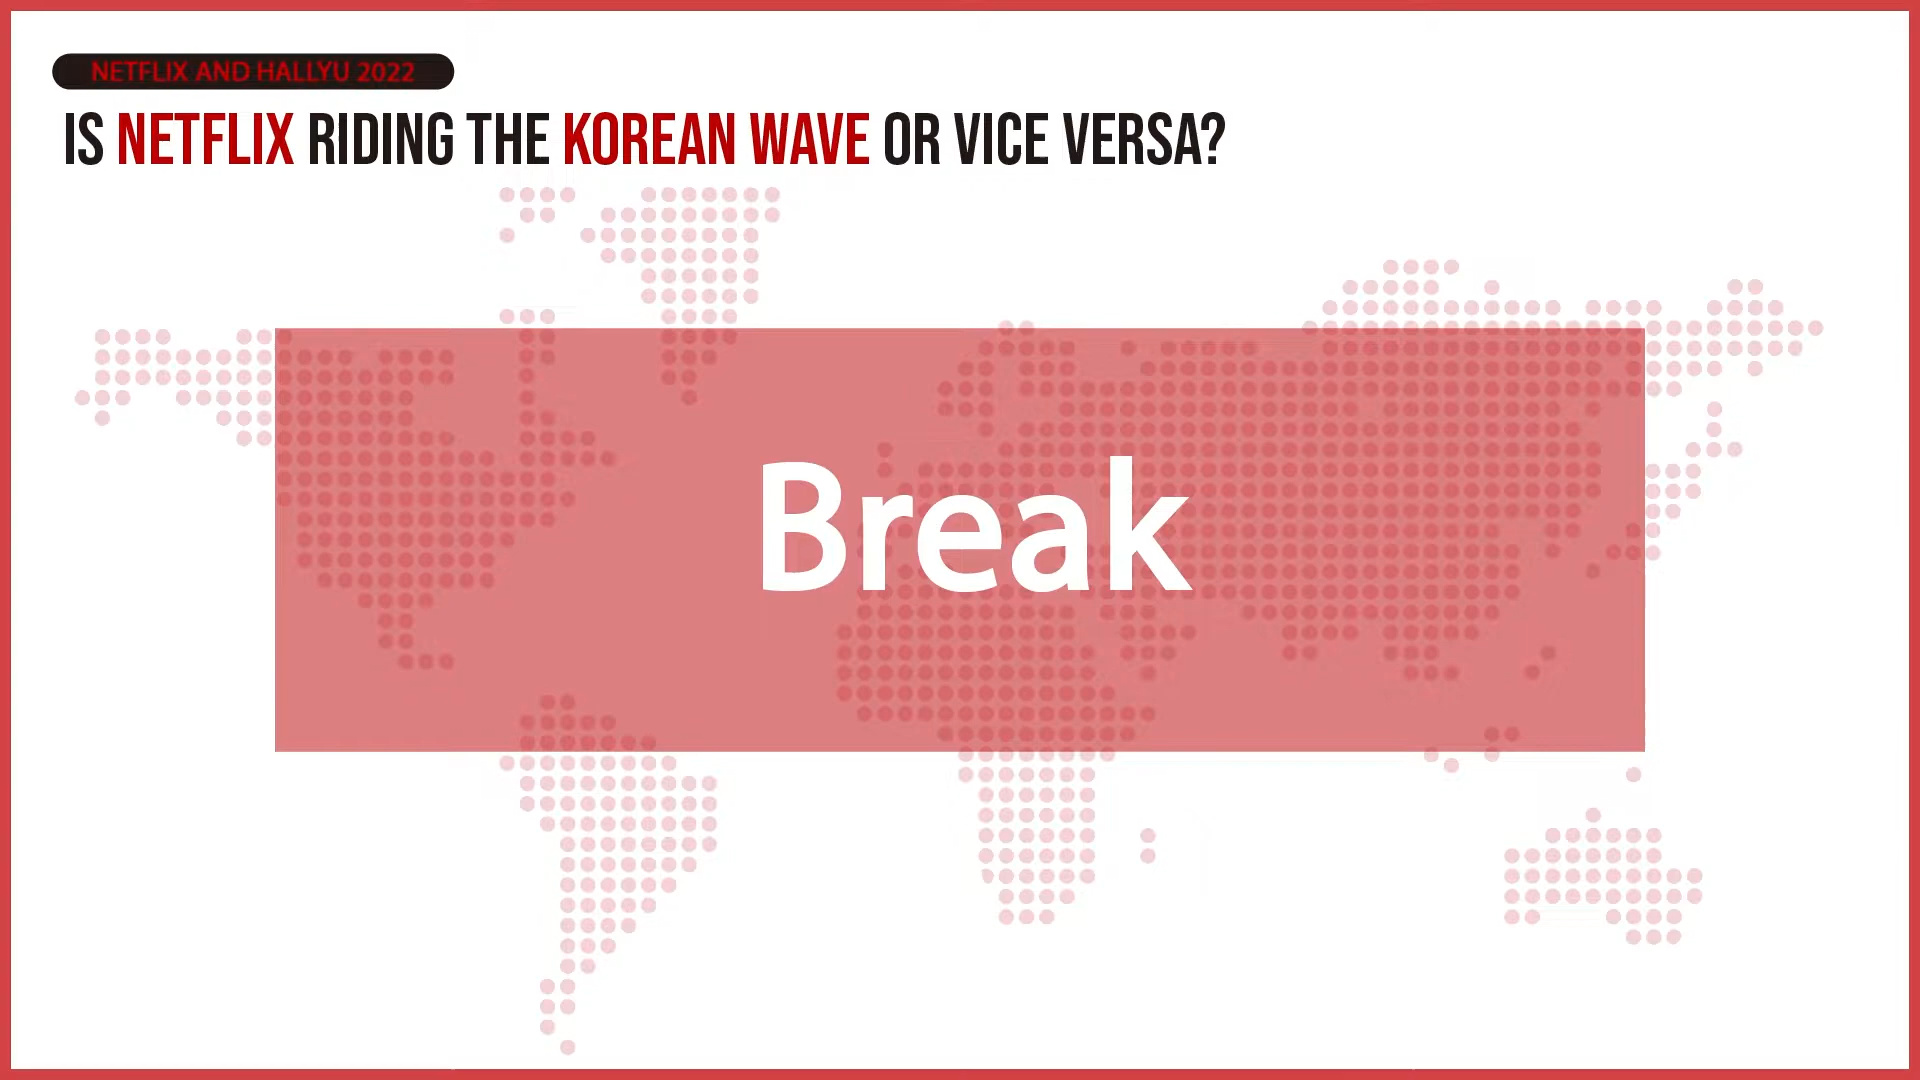 NETFLIX AND HALLYU 2022
IS NETFLIX RIDING THE KOREAN WAVE OR VICE VERSA?
Break